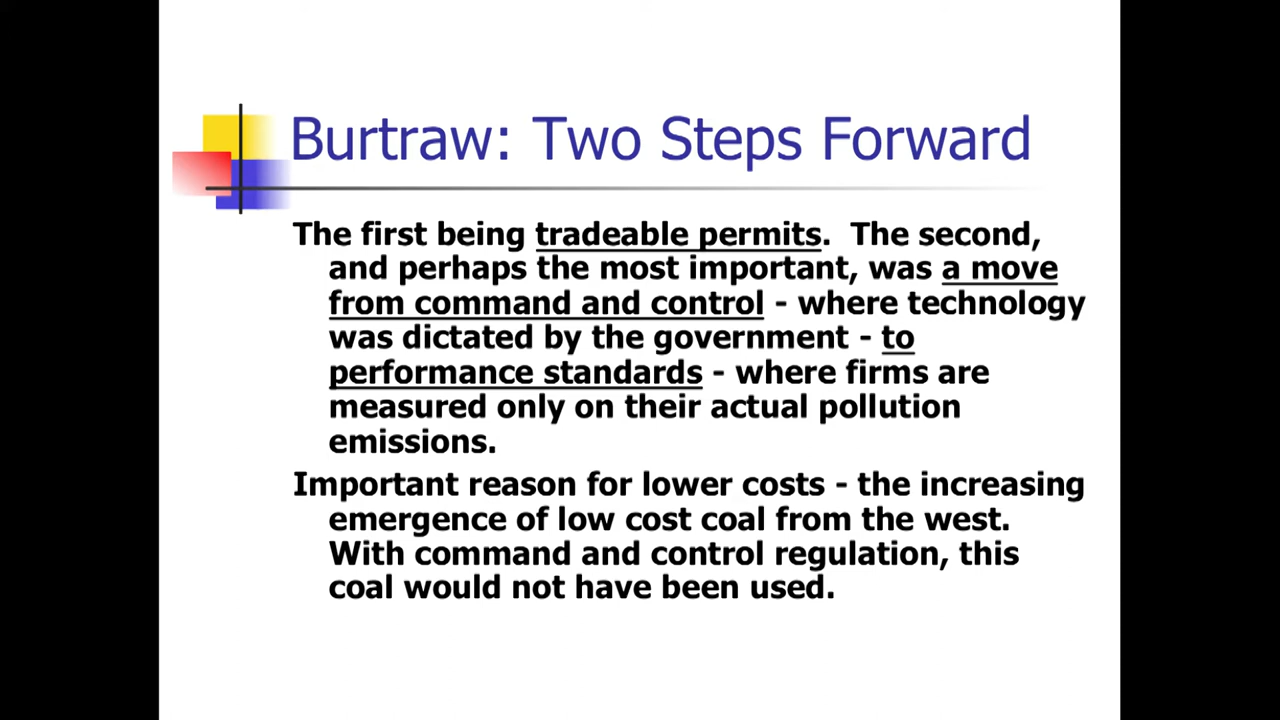 Burtraw: Two Steps Forward
The first being tradeable permits.  The second,
and perhaps the most important, was a move
from command and control - where technology
was dictated by the government - to
performance standards - where firms are
measured only on their actual pollution
emissions.
Important reason for lower costs - the increasing
emergence of low cost coal from the west.
With command and control regulation, this
coal would not have been used.